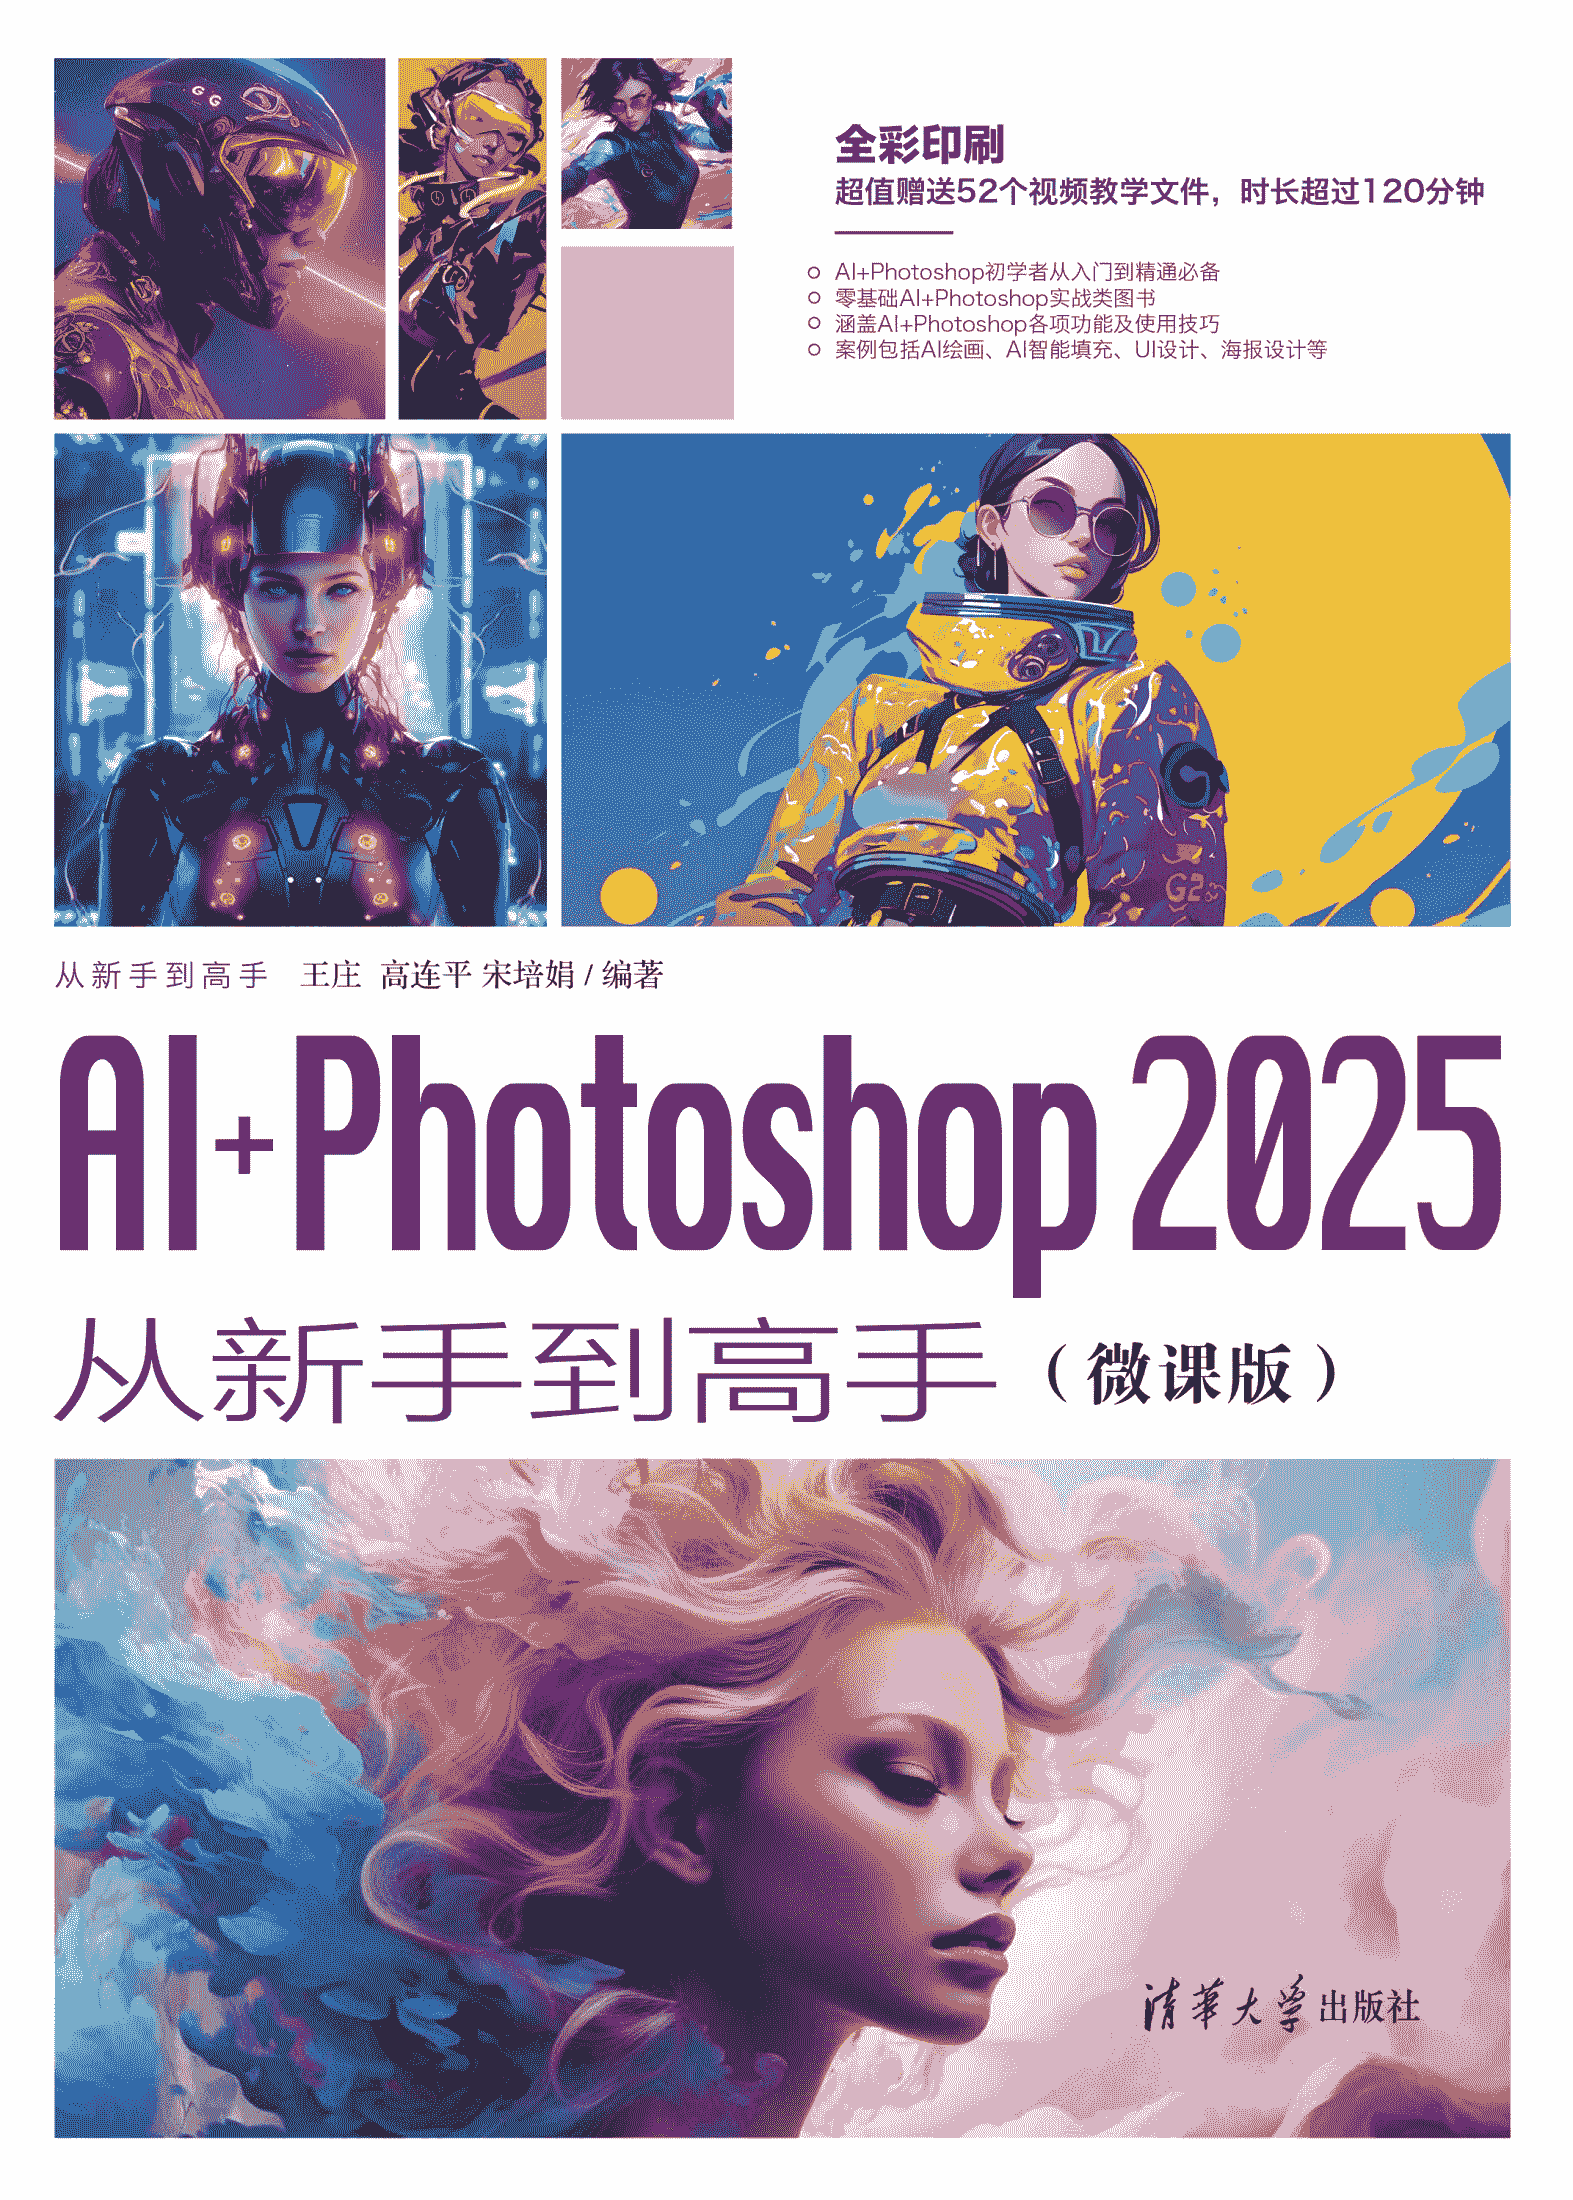 全彩印刷
超值赠送52个视频教学文件，时长超过120分钟
AI+Photoshop初学者从入门到精通必备
零基础AI+Photoshop实战类图书
涵盖AI+Photoshop各项功能及使用技巧
案例包括AI绘画、AI智能填充、UI设计、海报设计等
G2
从新手到高手 王庄 高连平 宋培娟 / 编著
AI+Photoshop 2025
从新手到高手（微课版）
清華大学出版社